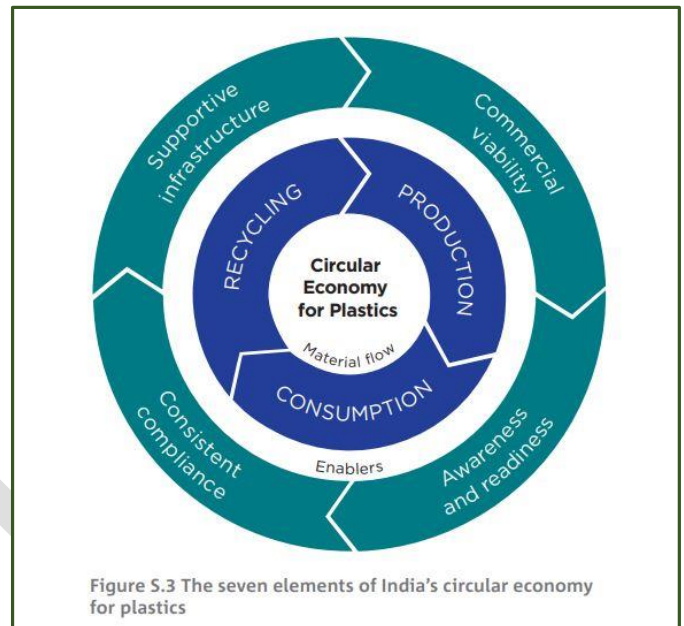 Supportive
infrastructure
Commercial
viability
RECYCLING
PRODUCTION
Circular
Economy
for Plastics
Material flow
CONSUMPTION
Consistent
compliance
Enablers
Awareness
and readiness
Figure S.3 The seven elements of India's circular economy
for plastics